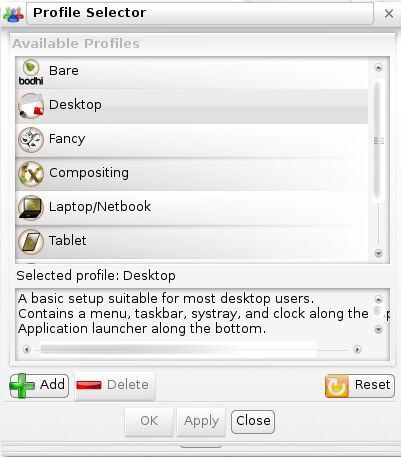 Profile Selector
Available Profiles
bodhi
Bare
Desktop
Fancy
fx
Compositing
Laptop/Netbook
Tablet
Selected profile: Desktop
A basic setup suitable for most desktop users.
Contains a menu, taskbar, systray, and clock along the
Application launcher along the bottom.
Add
Delete
Reset
OK
Apply
Close